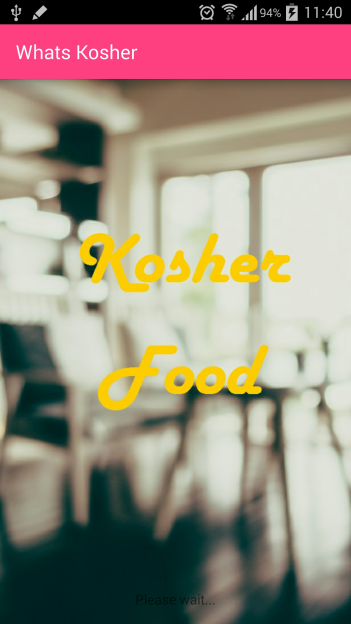 94% 11:40
Whats Kosher
Kosher
Food
Please wait...